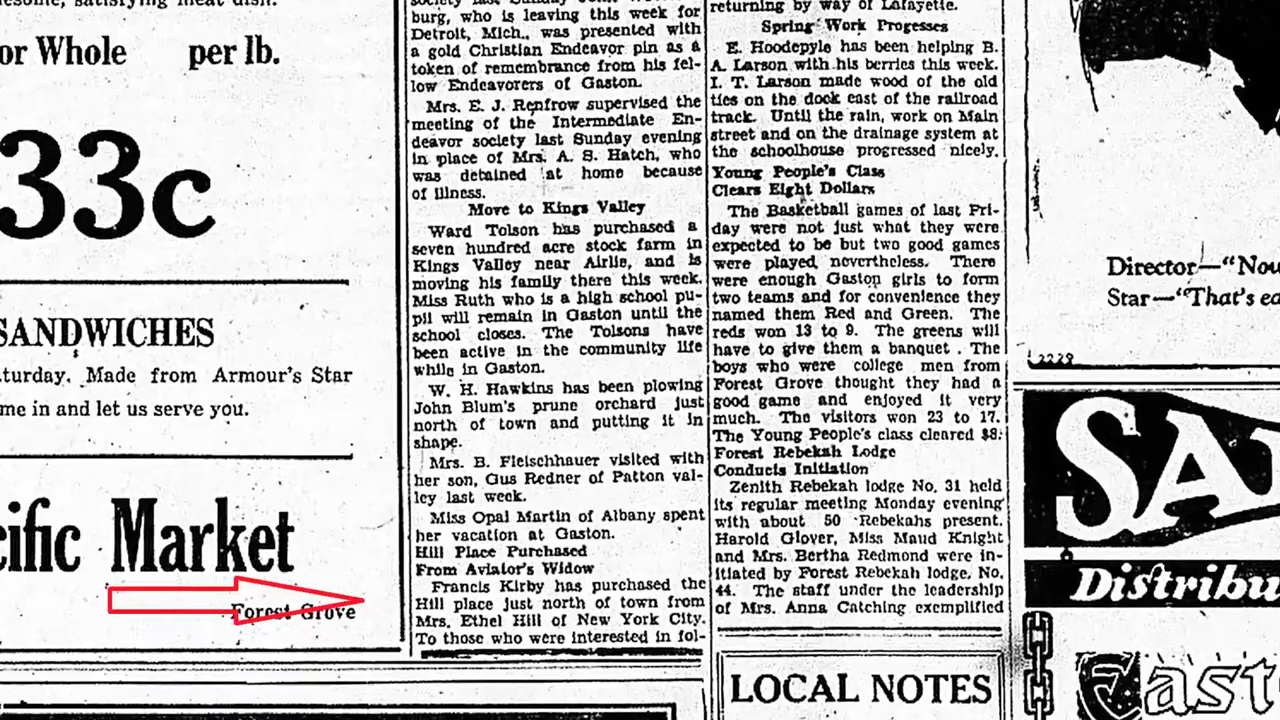 or Whole per lb.
33c
SANDWICHES
Made from Armour's Star
me in and let us serve you.
Market
Forest Grove
burg, who is leaving this week for
Detroit, Mich., was presented with
a gold Christian Endeavor pin as a
token of remembrance from his fel-
low Endeavorers of Gaston.
Mrs. E. J. Renfrow supervised the
meeting of the Intermediate En-
deavor society last Sunday evening
in place of Mrs. A. S. Hatch, who
was detained at home because
of illness.
Move to Kings Valley
Ward Tolson has purchased a
seven hundred acre stock farm in
Kings Valley near Airlie, and is
moving his family there this week.
Miss Ruth who is a high school pu-
pil will remain in Gaston until the
school closes. The Tolsons have
been active in the community life
while in Gaston.
W. H. Hawkins has been plowing
John Blum's prune orchard just
north of town and putting it in
shape.
Mrs. B. Fleischhauer visited with
her son, Gus Redner of Patton val-
ley last week.
Miss Opal Martin of Albany spent
her vacation at Gaston.
Hill Place Purchased
From Aviator's Widow
Francis Kirby has purchased the
Hill place just north of town from
Mrs. Ethel Hill of New York City.
To those who were interested in fol-
returning by way of Lafayette.
Spring Work Progesses
E. Hoodepyle has been helping B.
A. Larson with his berries this week.
I. T. Larson made wood of the old
ties on the dock east of the railroad
track. Until the rain, work on Main
street and on the drainage system at
the schoolhouse progressed nicely.
Young People's Class
Clears Eight Dollars
The Basketball games of last Fri-
day were not just what they were
expected to be but two good games
were played nevertheless. There
were enough Gaston girls to form
two teams and for convenience they
named them Red and Green. The
reds won 13 to 9. The greens will
have to give them a banquet . The
boys who were college men from
Forest Grove thought they had a
good game and enjoyed it very
much. The visitors won 23 to 17.
The Young People's class cleared $8.
Forest Rebekah Lodge
Conducts Initiation
Zenith Rebekah lodge No. 31 held
its regular meeting Monday evening
with about 50 Rebekahs present.
Harold Glover, Miss Maud Knight
and Mrs. Bertha Redmond were in-
itiated by Forest Rebekah lodge, No.
44. The staff under the leadership
of Mrs. Anna Catching exemplified
LOCAL NOTES
Director—"Now
Star—"That's ea
2229
SA
Distribu
East